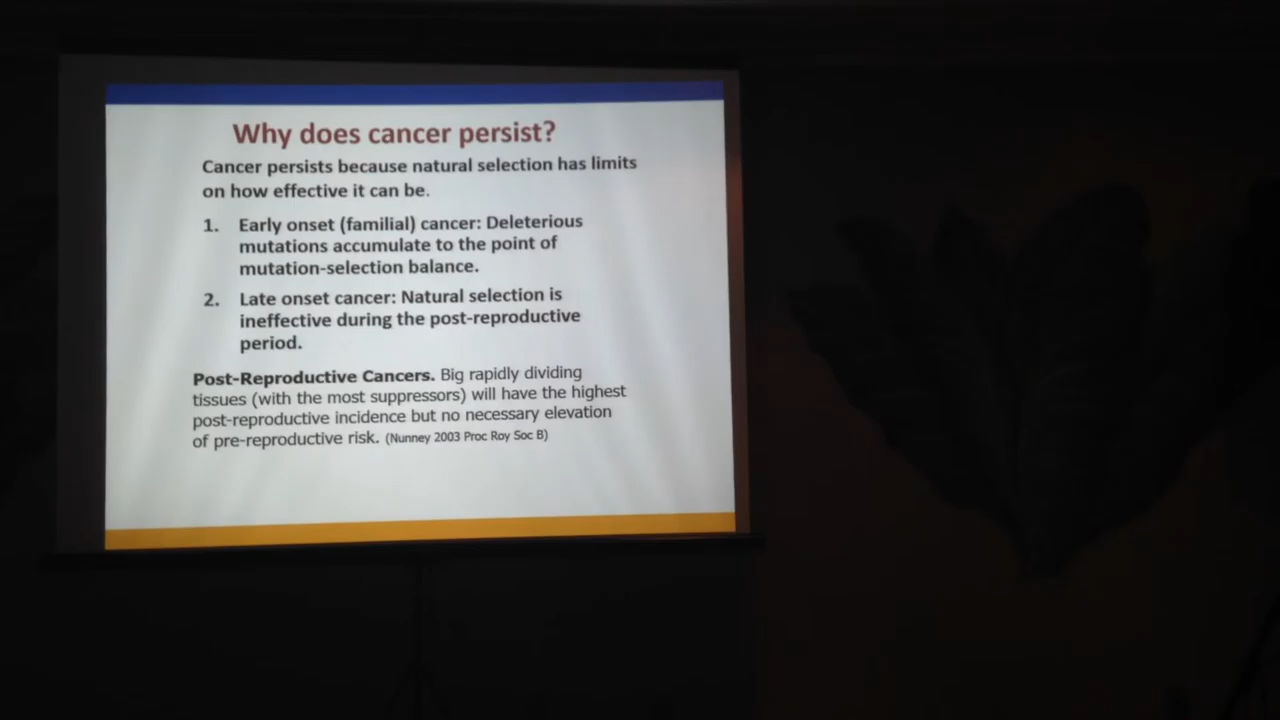 Why does cancer persist?
Cancer persists because natural selection has limits
on how effective it can be.
1. Early onset (familial) cancer: Deleterious
mutations accumulate to the point of
mutation-selection balance.
2. Late onset cancer: Natural selection is
ineffective during the post-reproductive
period.
Post-Reproductive Cancers. Big rapidly dividing
tissues (with the most suppressors) will have the highest
post-reproductive incidence but no necessary elevation
of pre-reproductive risk. (Nunney 2003 Proc Roy Soc B)